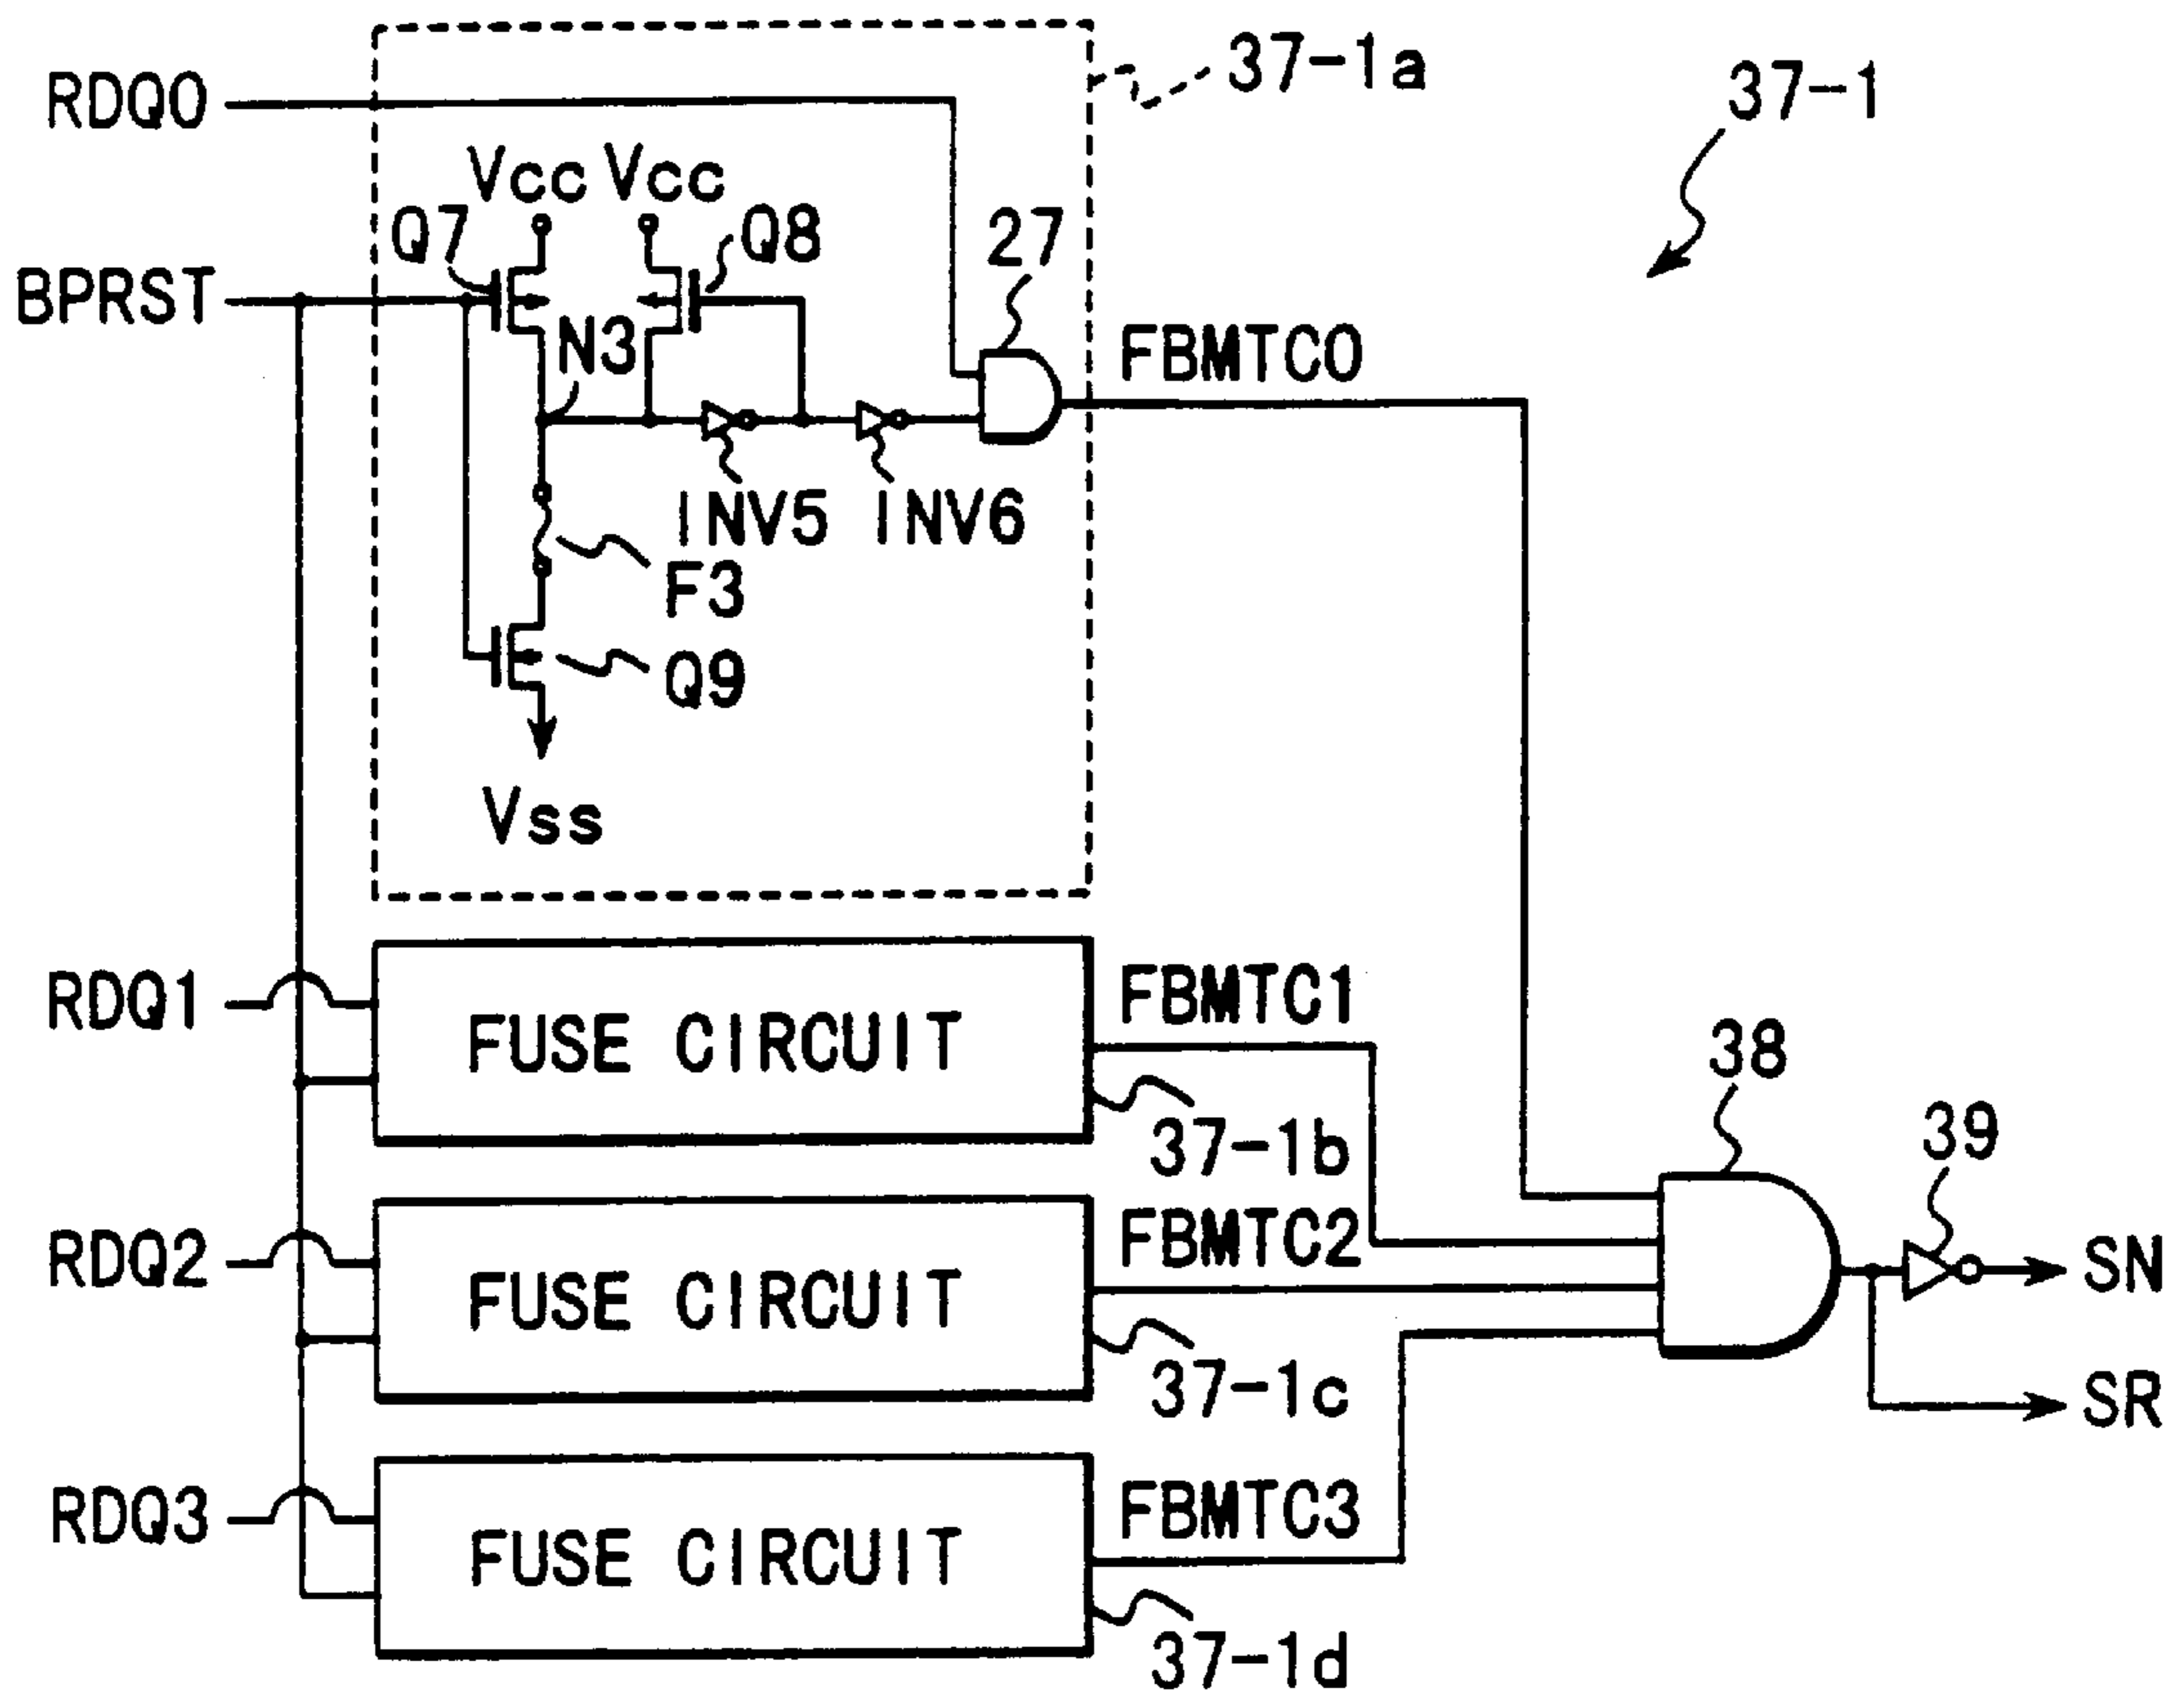 RDQ0
37-1a
37-1
Vcc Vcc
Q7
Q8
27
BPRST
N3
FBMTC0
INV5 INV6
F3
Q9
Vss
RDQ1
FUSE CIRCUIT
FBMTC1
37-1b
38
39
RDQ2
FUSE CIRCUIT
FBMTC2
37-1c
SN
SR
RDQ3
FUSE CIRCUIT
FBMTC3
37-1d